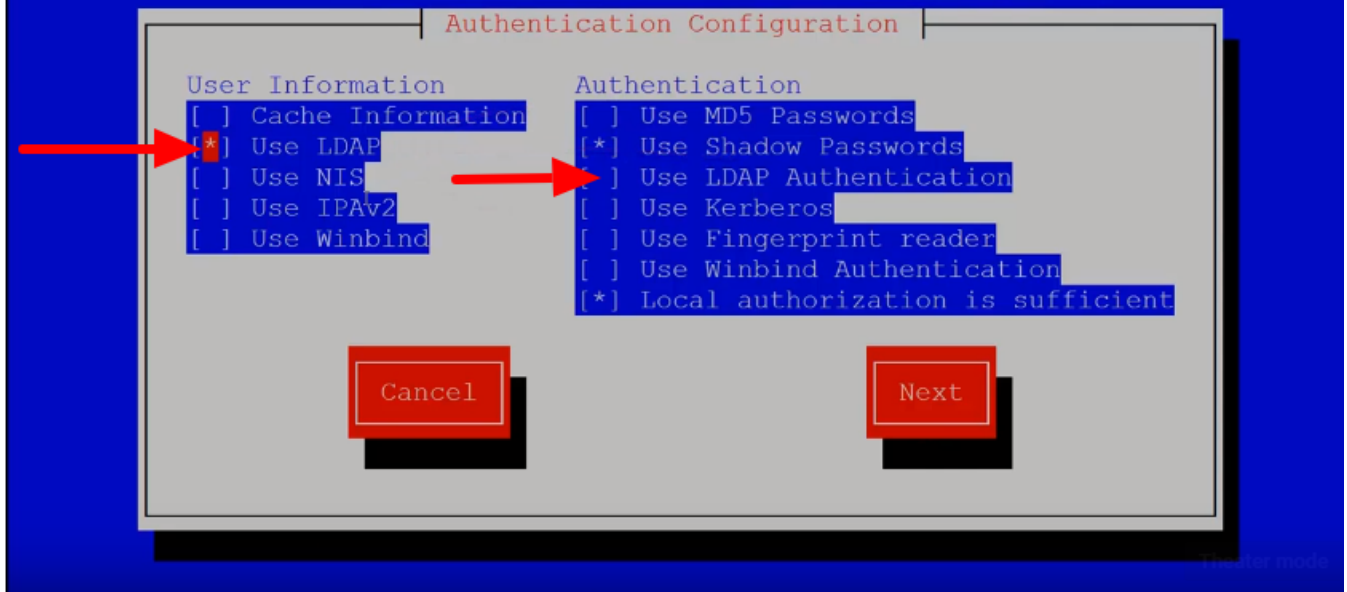 Authentication Configuration
User Information
[ ] Cache Information
[*] Use LDAP
[ ] Use NIS
[ ] Use IPAv2
[ ] Use Winbind
Authentication
[ ] Use MD5 Passwords
[*] Use Shadow Passwords
[ ] Use LDAP Authentication
[ ] Use Kerberos
[ ] Use Fingerprint reader
[ ] Use Winbind Authentication
[*] Local authorization is sufficient
Cancel
Next
Theater mode